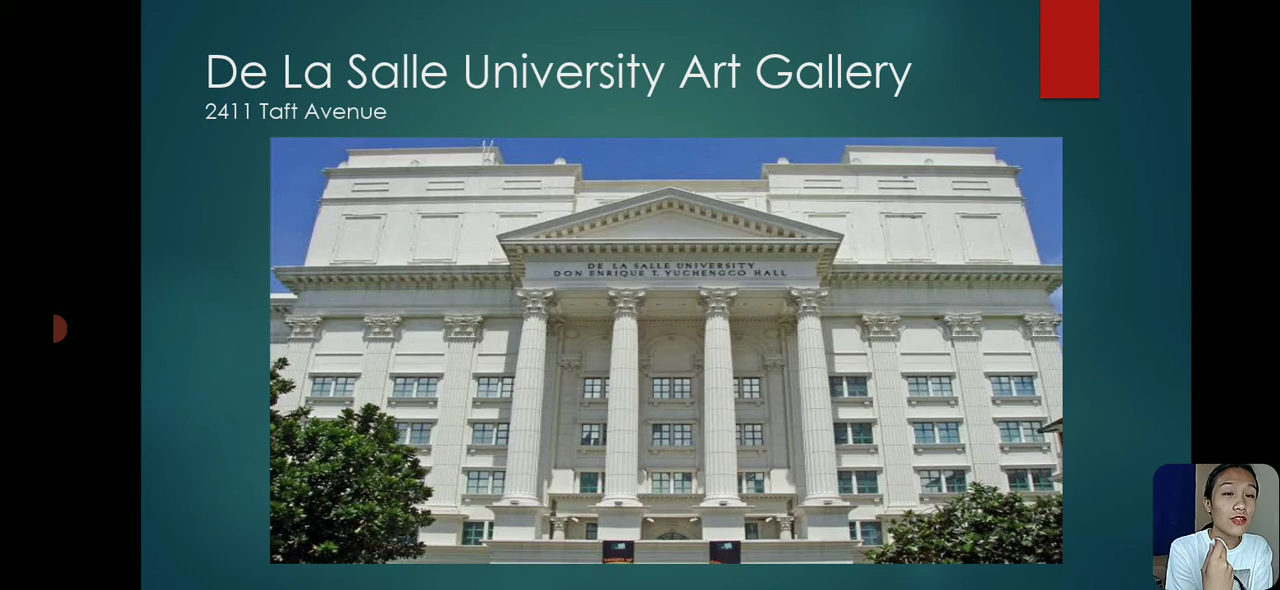 De La Salle University Art Gallery
2411 Taft Avenue
DE LA SALLE UNIVERSITY
DON ENRIQUE T. YUCHENGCO HALL